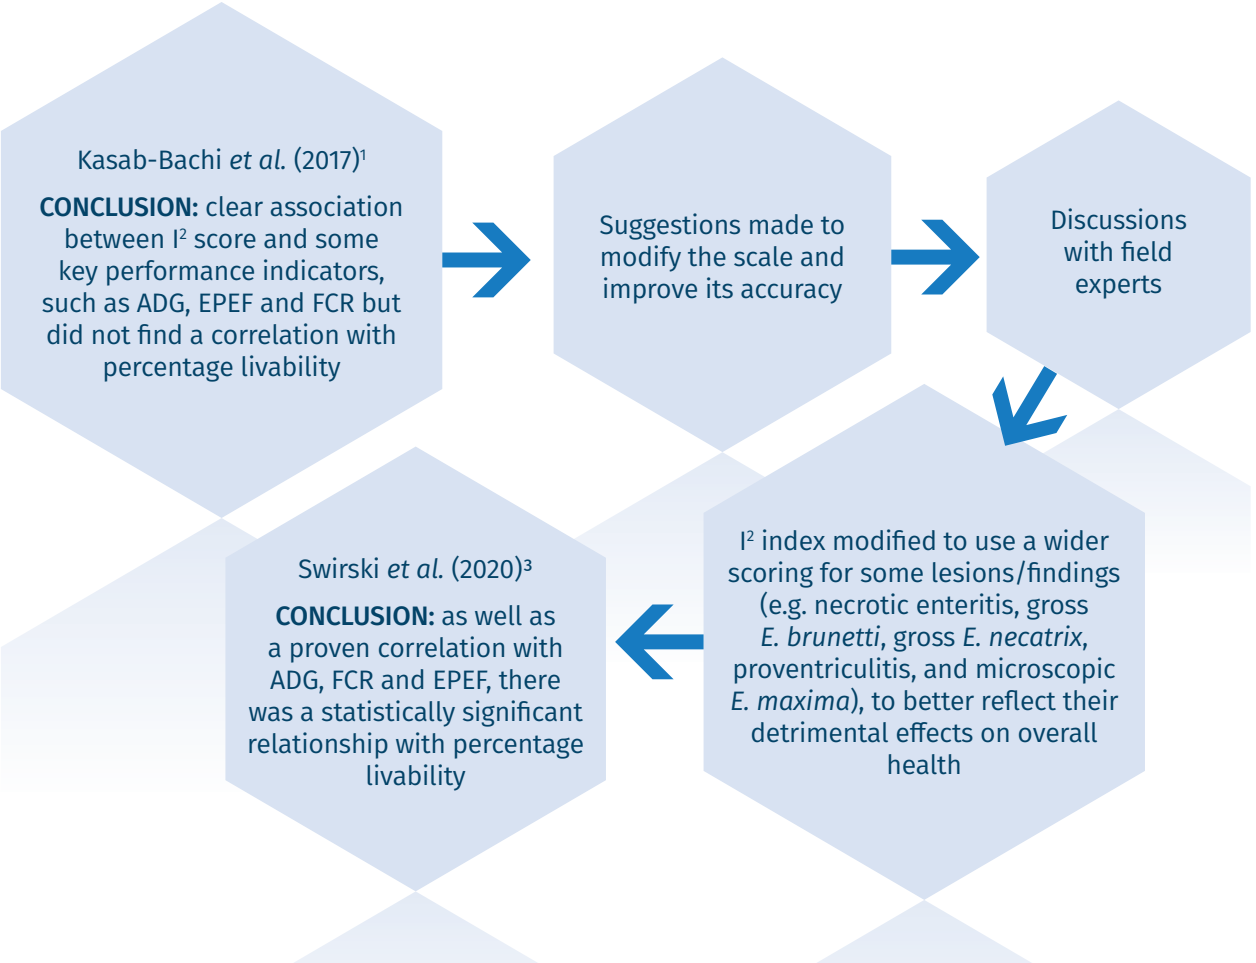 Kasab-Bachi et al. (2017)¹
CONCLUSION: clear association
between I² score and some
key performance indicators,
such as ADG, EPEF and FCR but
did not find a correlation with
percentage livability
Suggestions made to
modify the scale and
improve its accuracy
Discussions
with field
experts
I² index modified to use a wider
scoring for some lesions/findings
(e.g. necrotic enteritis, gross
E. brunetti, gross E. necatrix,
proventriculitis, and microscopic
E. maxima), to better reflect their
detrimental effects on overall
health
Swirski et al. (2020)³
CONCLUSION: as well as
a proven correlation with
ADG, FCR and EPEF, there
was a statistically significant
relationship with percentage
livability